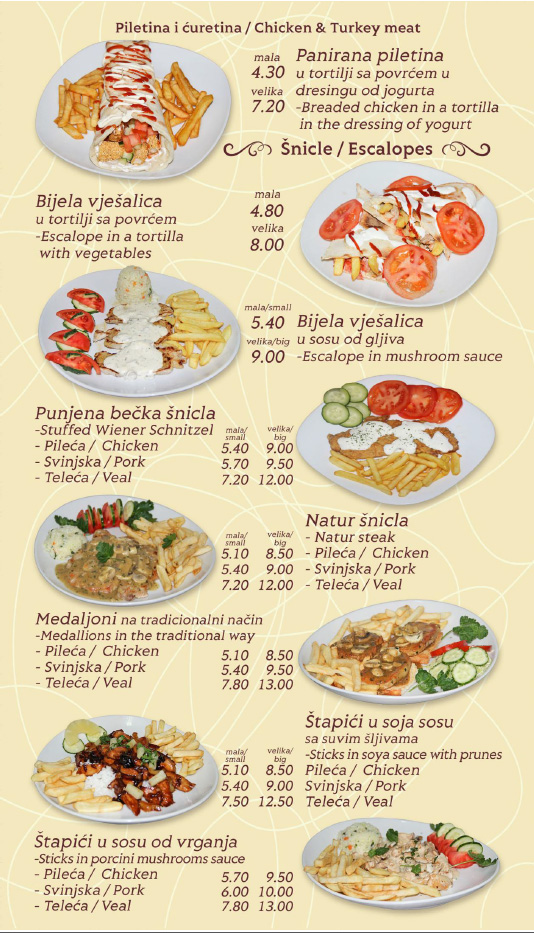 Piletina i ćuretina / Chicken & Turkey meat
mala
4.30
velika
7.20
Panirana piletina
u tortilji sa povrćem u
dresingu od jogurta
-Breaded chicken in a tortilla
in the dressing of yogurt
Šnicle / Escalopes
Bijela vješalica
u tortilji sa povrćem
-Escalope in a tortilla
with vegetables
mala
4.80
velika
8.00
mala/small
5.40
velika/big
9.00
Bijela vješalica
u sosu od gljiva
-Escalope in mushroom sauce
Punjena bečka šnicla
-Stuffed Wiener Schnitzel mala/small velika/big
- Pileća / Chicken 5.40 9.00
- Svinjska / Pork 5.70 9.50
- Teleća / Veal 7.20 12.00
Natur šnicla
mala/small velika/big - Natur steak
5.10 8.50 - Pileća / Chicken
5.40 9.00 - Svinjska / Pork
7.20 12.00 - Teleća / Veal
Medaljoni na tradicionalni način
-Medallions in the traditional way
- Pileća / Chicken 5.10 8.50
- Svinjska / Pork 5.40 9.50
- Teleća / Veal 7.80 13.00
Štapići u soja sosu
sa suvim šljivama
mala/small velika/big -Sticks in soya sauce with prunes
5.10 8.50 Pileća / Chicken
5.40 9.00 Svinjska / Pork
7.50 12.50 Teleća / Veal
Štapići u sosu od vrganja
-Sticks in porcini mushrooms sauce
- Pileća / Chicken 5.70 9.50
- Svinjska / Pork 6.00 10.00
- Teleća / Veal 7.80 13.00